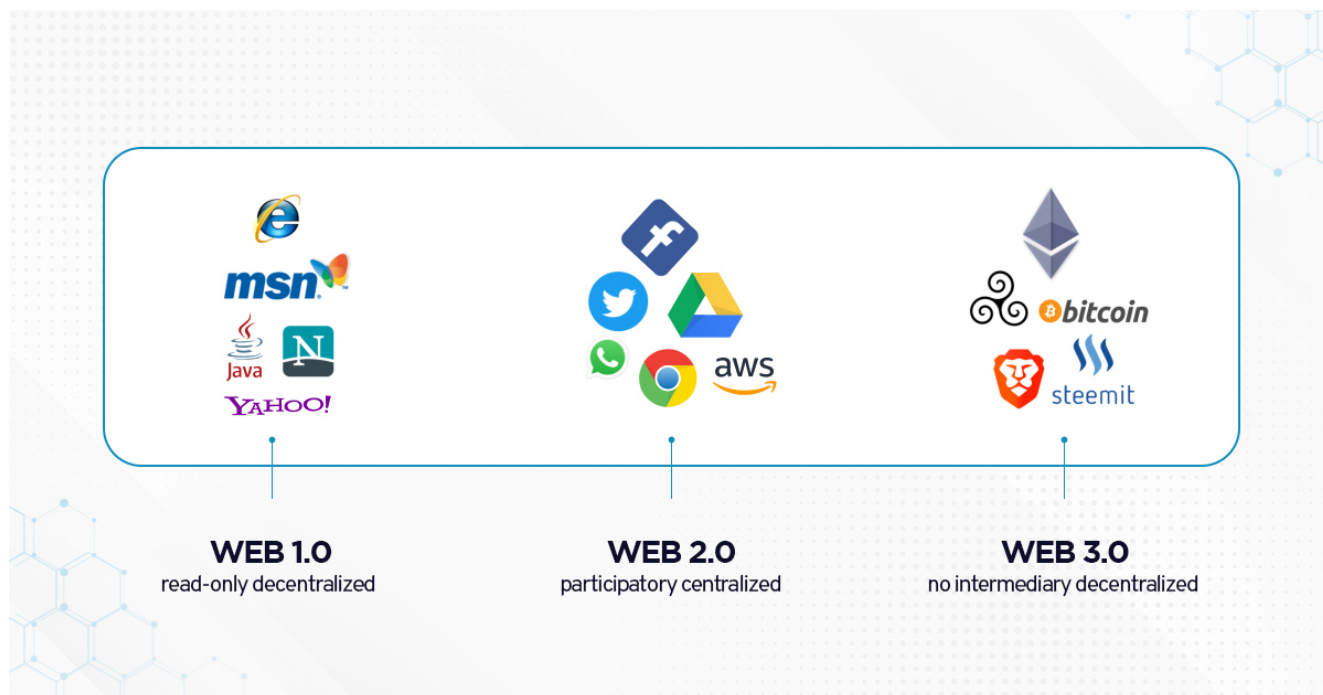 msn
Java
N
YAHOO!
f
aws
bitcoin
steemit
WEB 1.0
read-only decentralized
WEB 2.0
participatory centralized
WEB 3.0
no intermediary decentralized